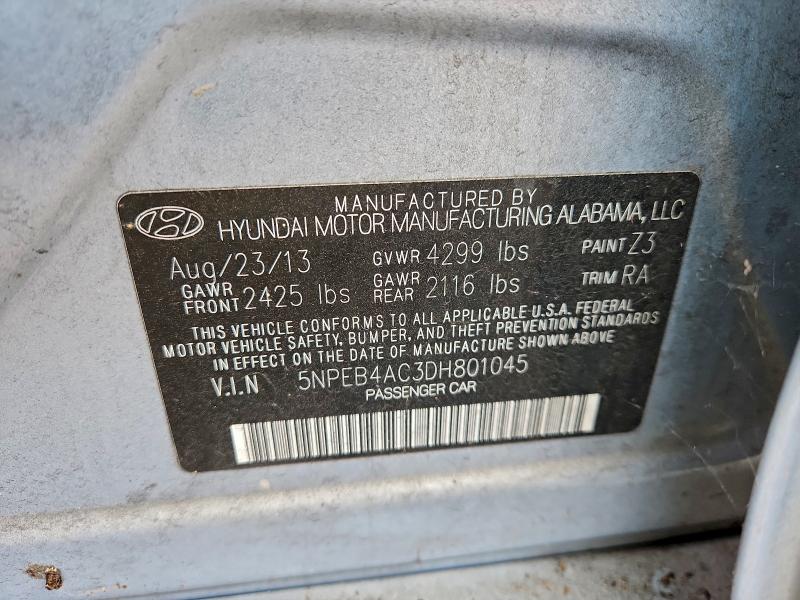 MANUFACTURED BY
HYUNDAI MOTOR MANUFACTURING ALABAMA, LLC
Aug/23/13 GVWR 4299 lbs PAINT Z3
GAWR FRONT 2425 lbs GAWR REAR 2116 lbs TRIM RA
THIS VEHICLE CONFORMS TO ALL APPLICABLE U.S.A. FEDERAL
MOTOR VEHICLE SAFETY, BUMPER, AND THEFT PREVENTION STANDARDS
IN EFFECT ON THE DATE OF MANUFACTURE SHOWN ABOVE
V.I.N 5NPEB4AC3DH801045
PASSENGER CAR